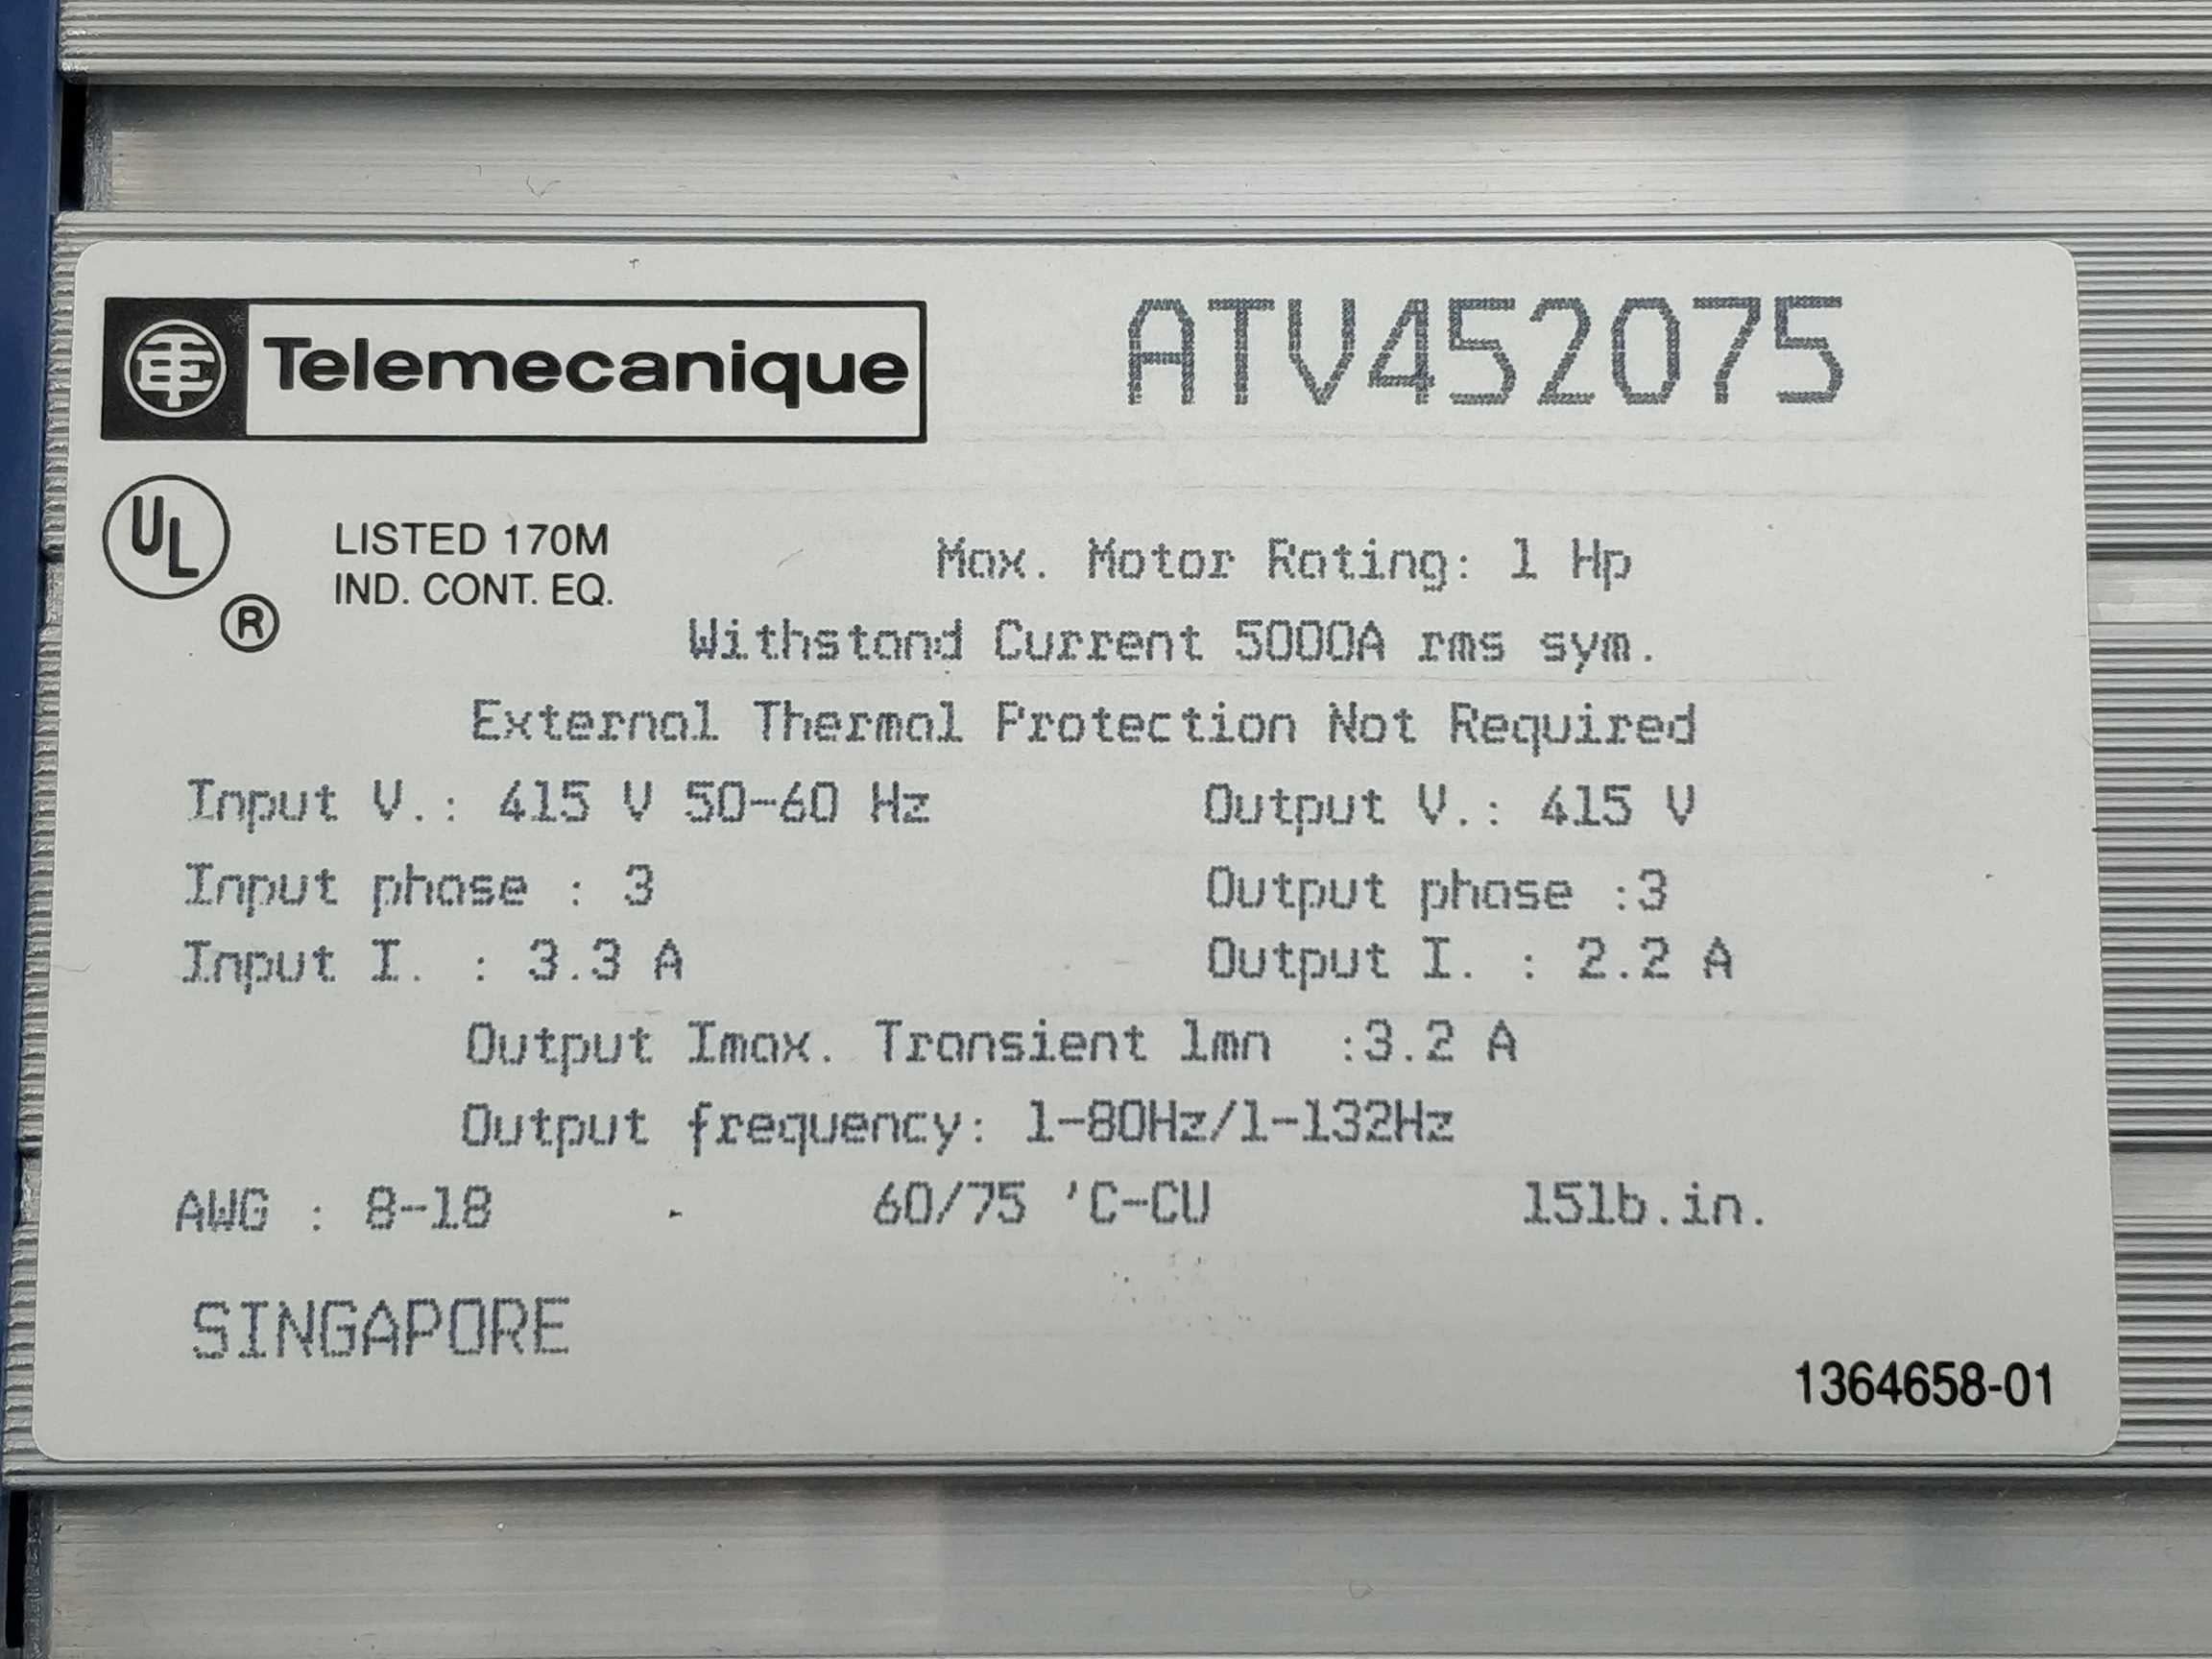 Telemecanique ATV452075
UL
®
LISTED 170M
IND. CONT. EQ.
Max. Motor Rating: 1 Hp
Withstand Current 5000A rms sym.
External Thermal Protection Not Required
Input V.: 415 V 50-60 Hz Output V.: 415 V
Input phase : 3 Output phase :3
Input I. : 3.3 A Output I. : 2.2 A
Output Imax. Transient 1mn :3.2 A
Output frequency: 1-80Hz/1-132Hz
AWG : 8-18 60/75 'C-CU 15lb.in.
SINGAPORE
1364658-01